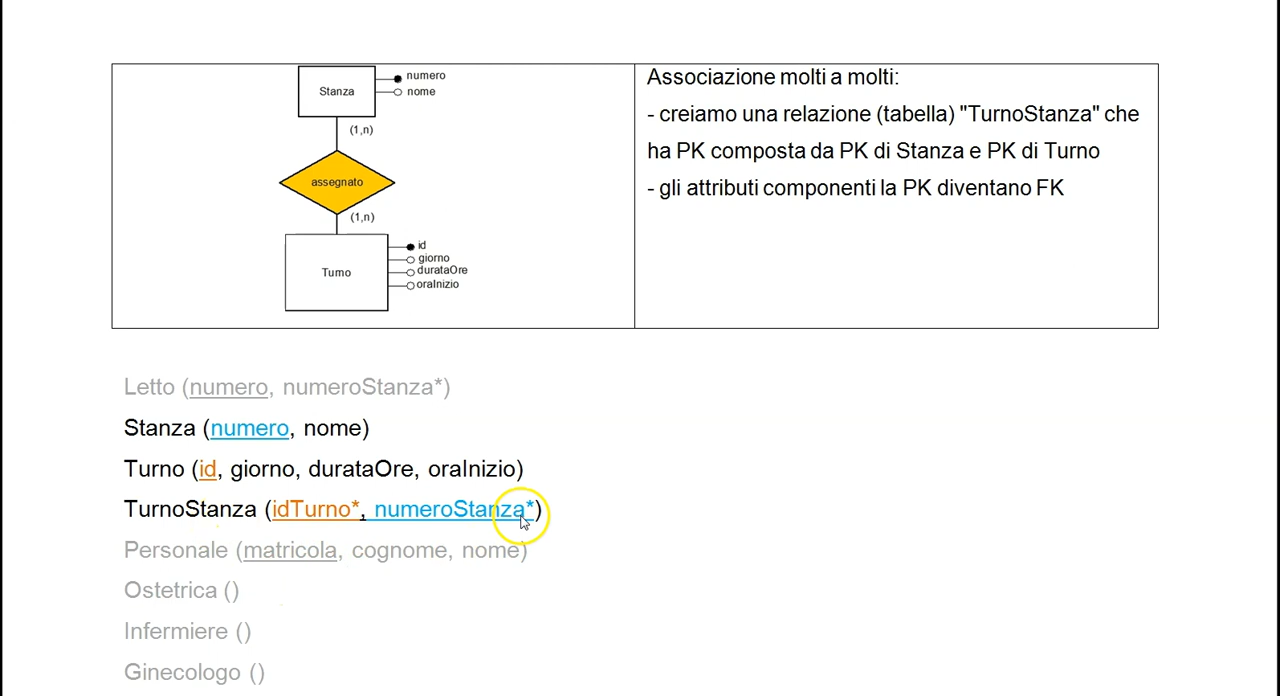 numero
Stanza
nome
(1,n)
assegnato
(1,n)
id
giorno
Turno
durataOre
oraInizio
Associazione molti a molti:
- creiamo una relazione (tabella) "TurnoStanza" che
ha PK composta da PK di Stanza e PK di Turno
- gli attributi componenti la PK diventano FK
Letto (numero, numeroStanza*)
Stanza (numero, nome)
Turno (id, giorno, durataOre, oraInizio)
TurnoStanza (idTurno*, numeroStanza*)
Personale (matricola, cognome, nome)
Ostetrica ()
Infermiere ()
Ginecologo ()